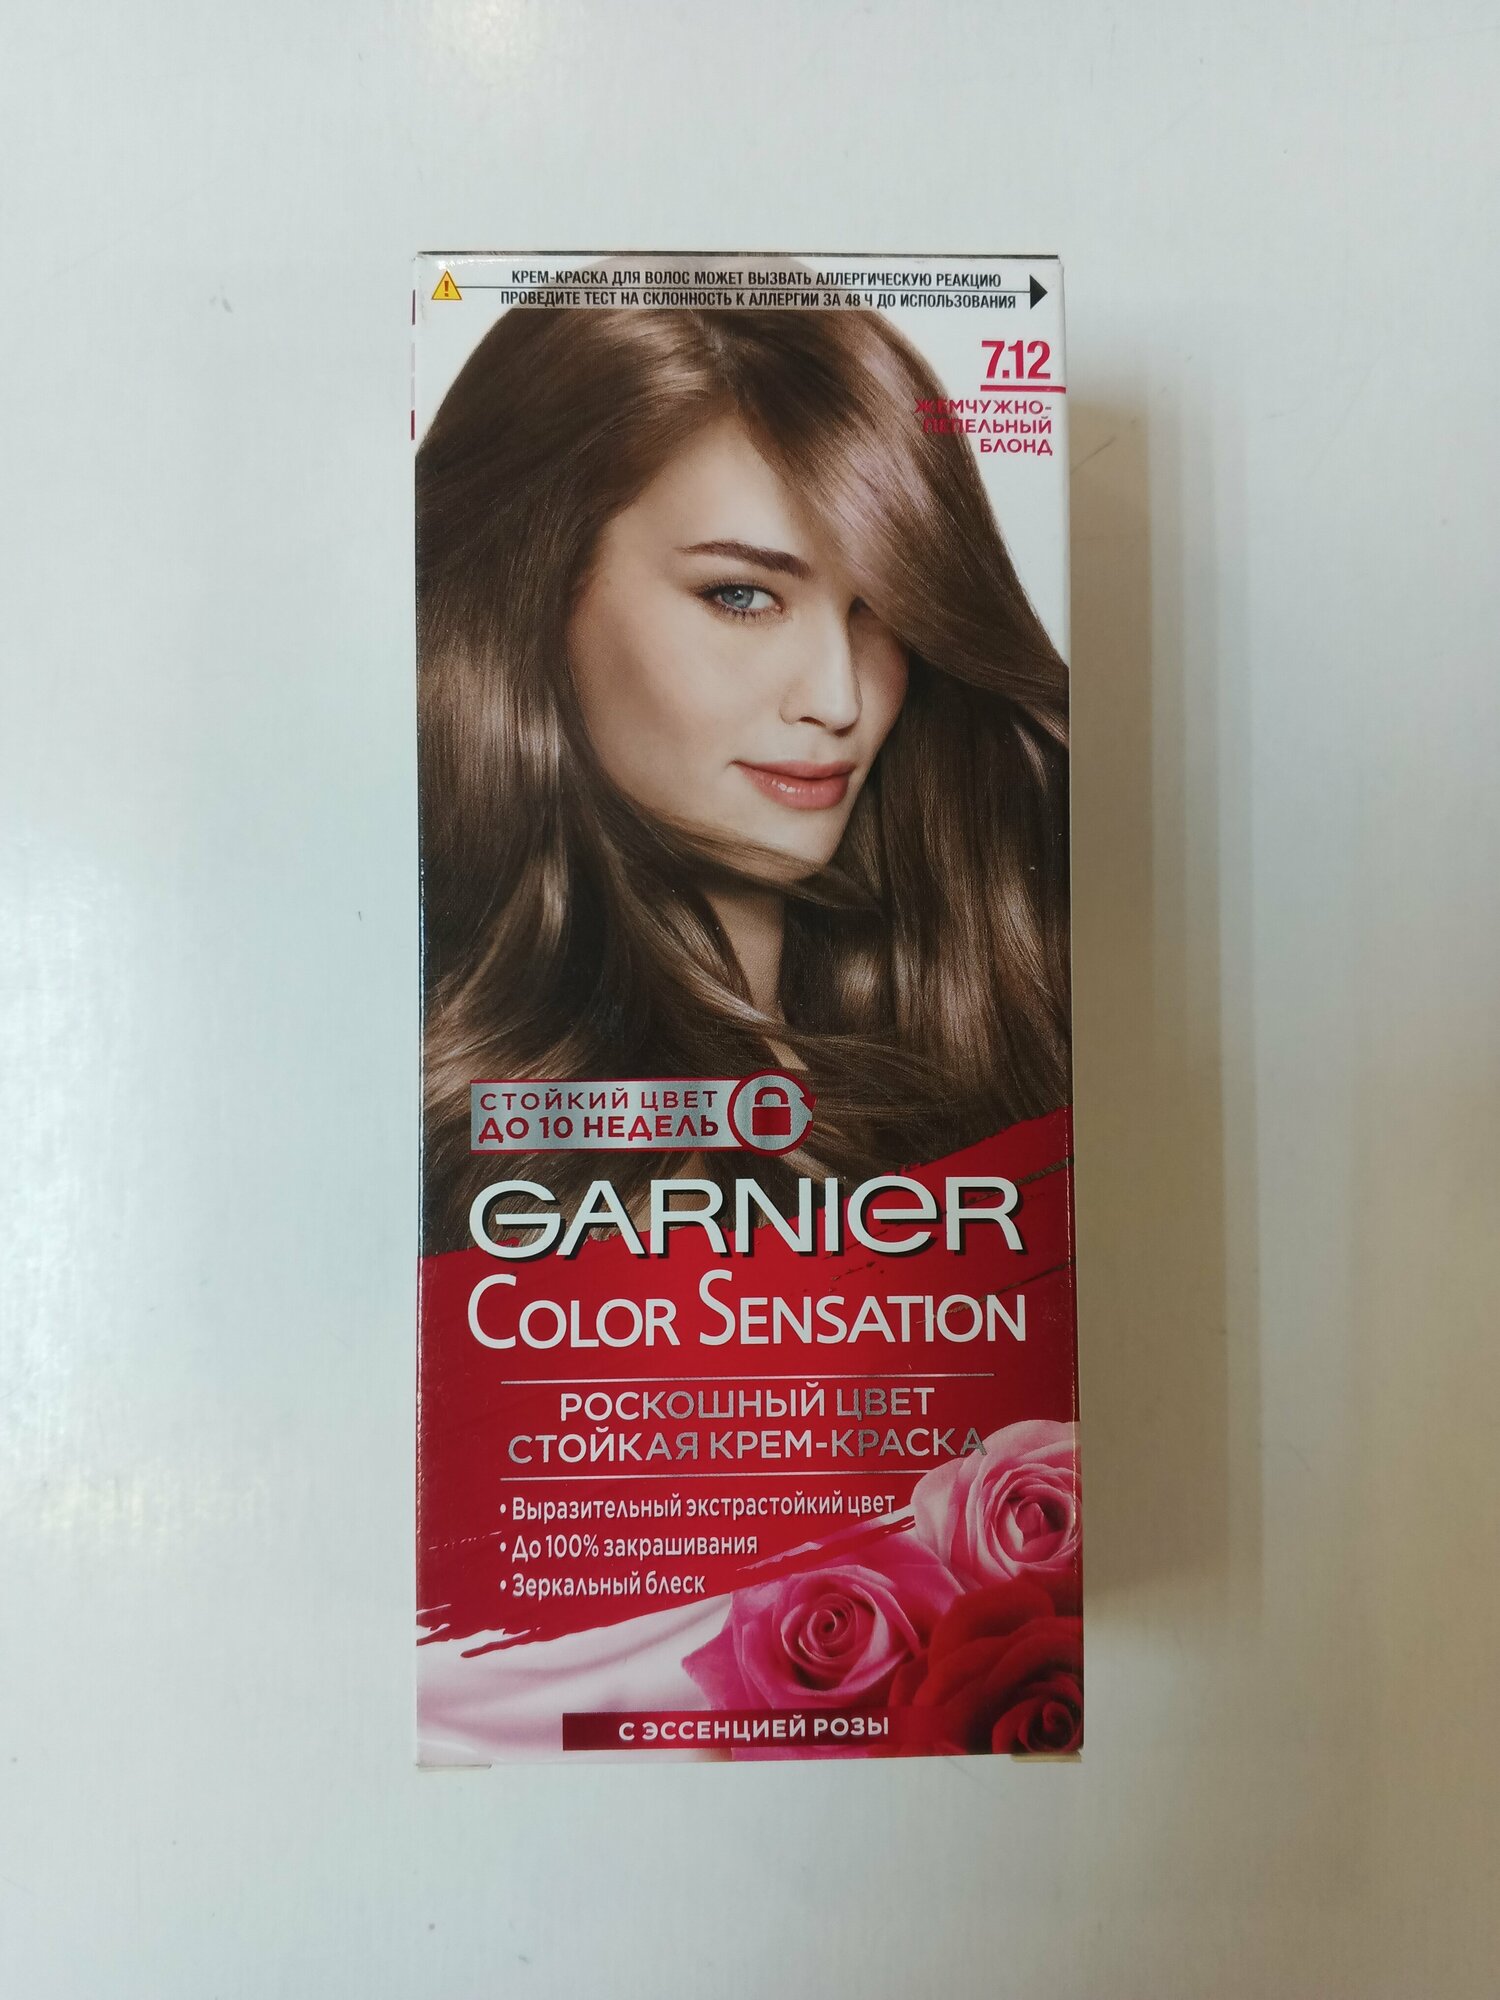 КРЕМ-КРАСКА ДЛЯ ВОЛОС МОЖЕТ ВЫЗВАТЬ АЛЛЕРГИЧЕСКУЮ РЕАКЦИЮ
ПРОВЕДИТЕ ТЕСТ НА СКЛОННОСТЬ К АЛЛЕРГИИ ЗА 48 Ч ДО ИСПОЛЬЗОВАНИЯ
7.12
ЖЕМЧУЖНО-
ПЕПЕЛЬНЫЙ
БЛОНД
СТОЙКИЙ ЦВЕТ
ДО 10 НЕДЕЛЬ
GARNIER
COLOR SENSATION
РОСКОШНЫЙ ЦВЕТ
СТОЙКАЯ КРЕМ-КРАСКА
• Выразительный экстрастойкий цвет
• До 100% закрашивания
• Зеркальный блеск
С ЭССЕНЦИЕЙ РОЗЫ